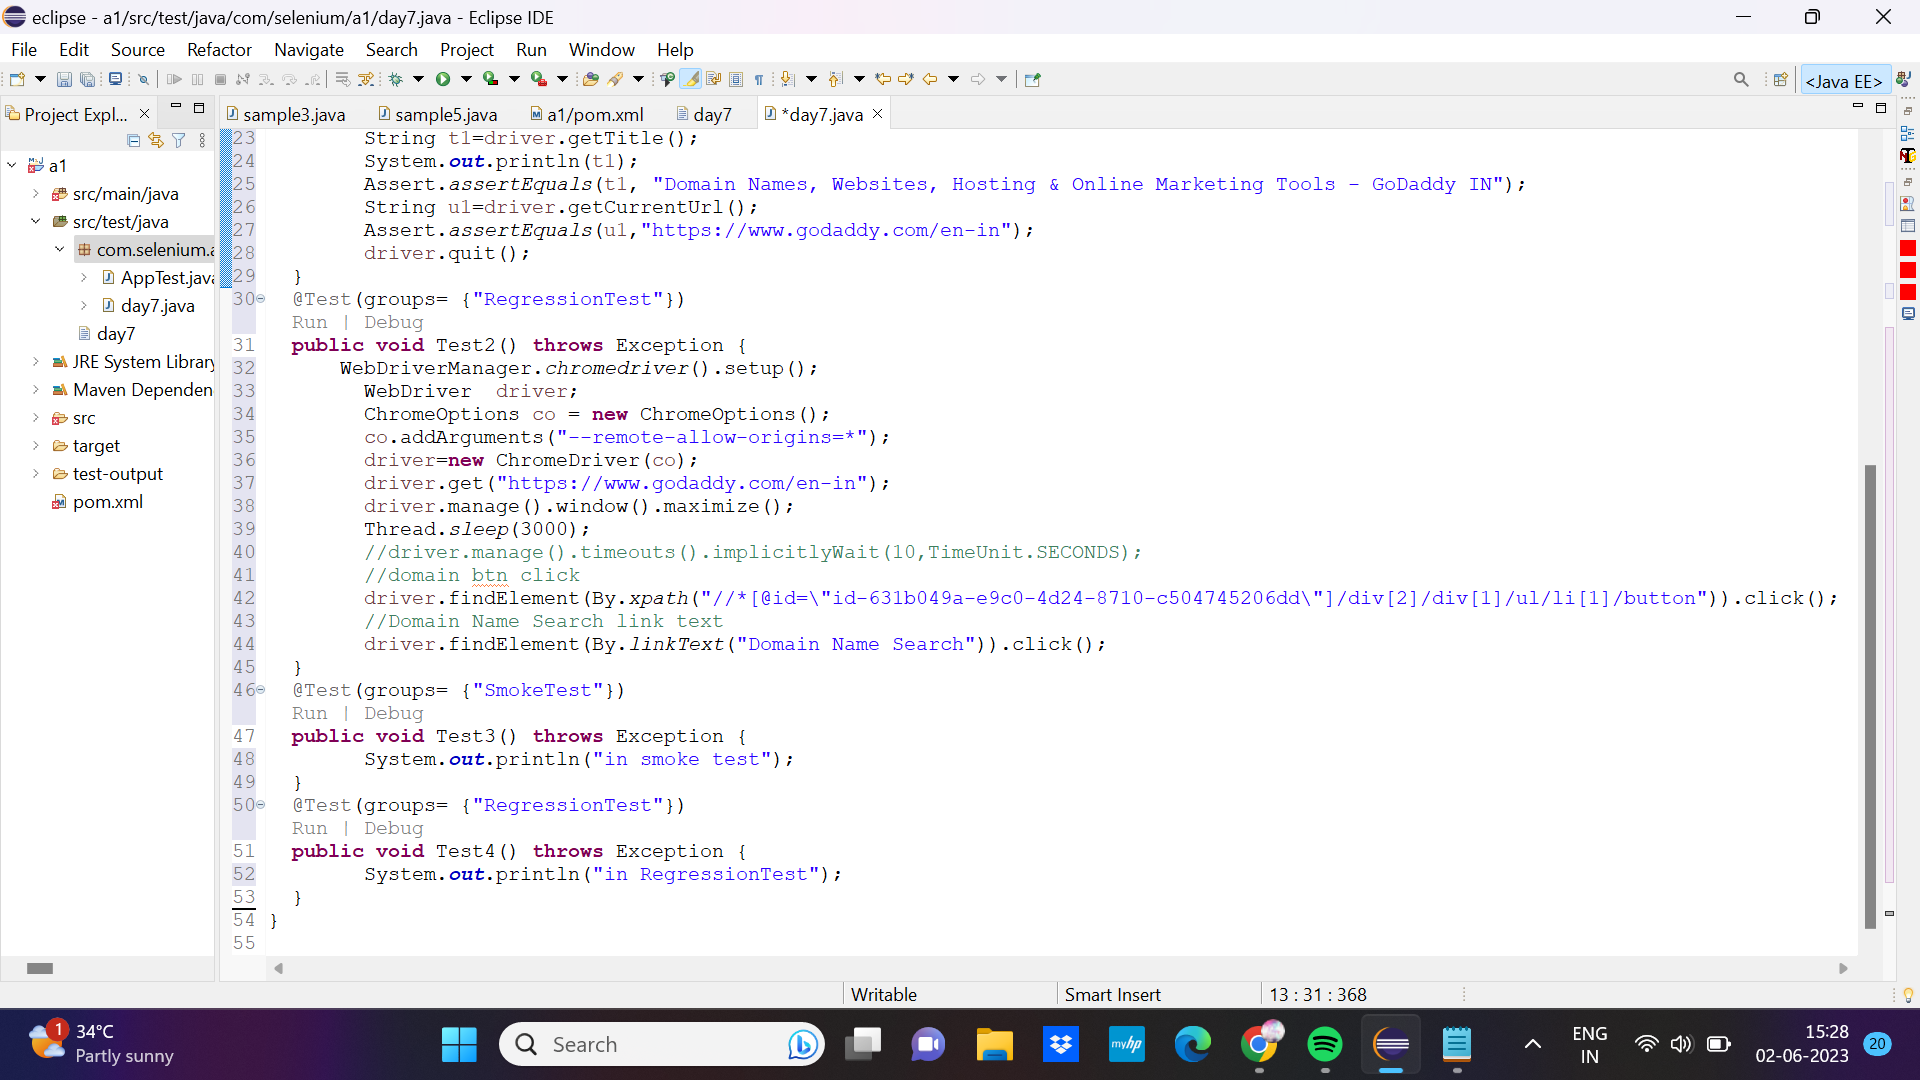 eclipse - a1/src/test/java/com/selenium/a1/day7.java - Eclipse IDE
File Edit Source Refactor Navigate Search Project Run Window Help
<Java EE>
Project Expl...
sample3.java sample5.java a1/pom.xml day7 *day7.java
a1
src/main/java
src/test/java
com.selenium.a
AppTest.java
day7.java
day7
JRE System Library
Maven Dependen
src
target
test-output
pom.xml
23 String t1=driver.getTitle();
24 System.out.println(t1);
25 Assert.assertEquals(t1, "Domain Names, Websites, Hosting & Online Marketing Tools - GoDaddy IN");
26 String u1=driver.getCurrentUrl();
27 Assert.assertEquals(u1,"https://www.godaddy.com/en-in");
28 driver.quit();
29 }
30 @Test(groups= {"RegressionTest"})
Run | Debug
31 public void Test2() throws Exception {
32 WebDriverManager.chromedriver().setup();
33 WebDriver driver;
34 ChromeOptions co = new ChromeOptions();
35 co.addArguments("--remote-allow-origins=*");
36 driver=new ChromeDriver(co);
37 driver.get("https://www.godaddy.com/en-in");
38 driver.manage().window().maximize();
39 Thread.sleep(3000);
40 //driver.manage().timeouts().implicitlyWait(10,TimeUnit.SECONDS);
41 //domain btn click
42 driver.findElement(By.xpath("//*[@id=\"id-631b049a-e9c0-4d24-8710-c504745206dd\"]/div[2]/div[1]/ul/li[1]/button")).click();
43 //Domain Name Search link text
44 driver.findElement(By.linkText("Domain Name Search")).click();
45 }
46 @Test(groups= {"SmokeTest"})
Run | Debug
47 public void Test3() throws Exception {
48 System.out.println("in smoke test");
49 }
50 @Test(groups= {"RegressionTest"})
Run | Debug
51 public void Test4() throws Exception {
52 System.out.println("in RegressionTest");
53 }
54 }
55
Writable Smart Insert 13 : 31 : 368
1 34°C
Partly sunny
Search
myhp
ENG
IN
15:28
02-06-2023
20